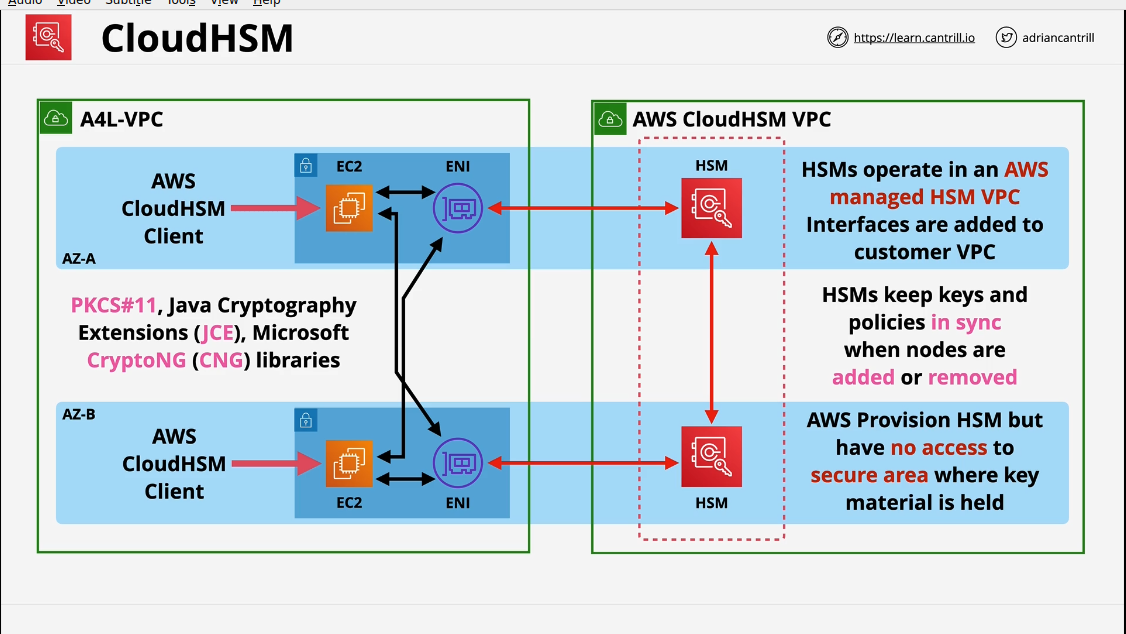 Audio Video Subtitle Tools View Help
CloudHSM
https://learn.cantrill.io
adriancantrill
A4L-VPC
AWS CloudHSM VPC
AWS
CloudHSM
Client
AZ-A
EC2
ENI
HSM
HSMs operate in an AWS
managed HSM VPC
Interfaces are added to
customer VPC
PKCS#11, Java Cryptography
Extensions (JCE), Microsoft
CryptoNG (CNG) libraries
HSMs keep keys and
policies in sync
when nodes are
added or removed
AZ-B
AWS
CloudHSM
Client
EC2
ENI
HSM
AWS Provision HSM but
have no access to
secure area where key
material is held